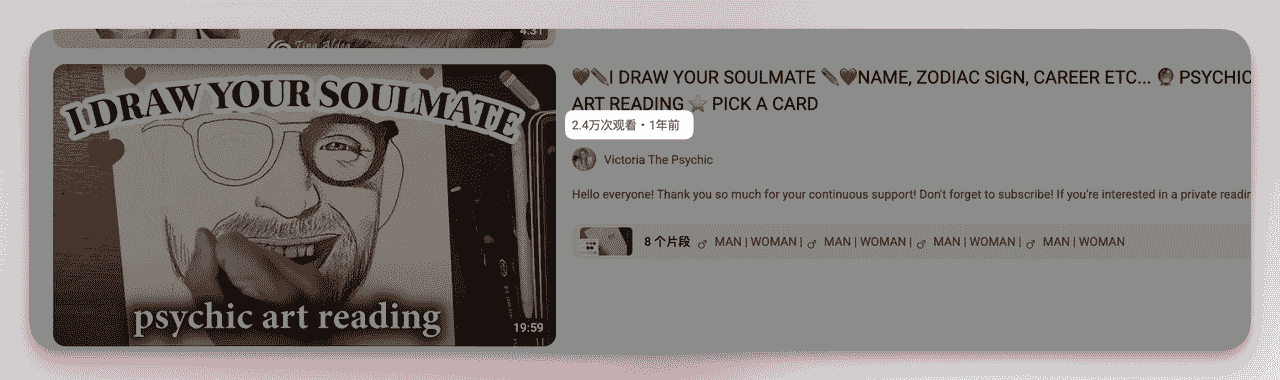 4:31
I DRAW YOUR SOULMATE
psychic art reading
19:59
🤎✏️I DRAW YOUR SOULMATE ✏️🤎NAME, ZODIAC SIGN, CAREER ETC... 🔮 PSYCHIC
ART READING ⭐ PICK A CARD
2.4万次观看・1年前
Victoria The Psychic
Hello everyone! Thank you so much for your continuous support! Don't forget to subscribe! If you're interested in a private readin
8 个片段 ♂ MAN | WOMAN | ♂ MAN | WOMAN | ♂ MAN | WOMAN | ♂ MAN | WOMAN